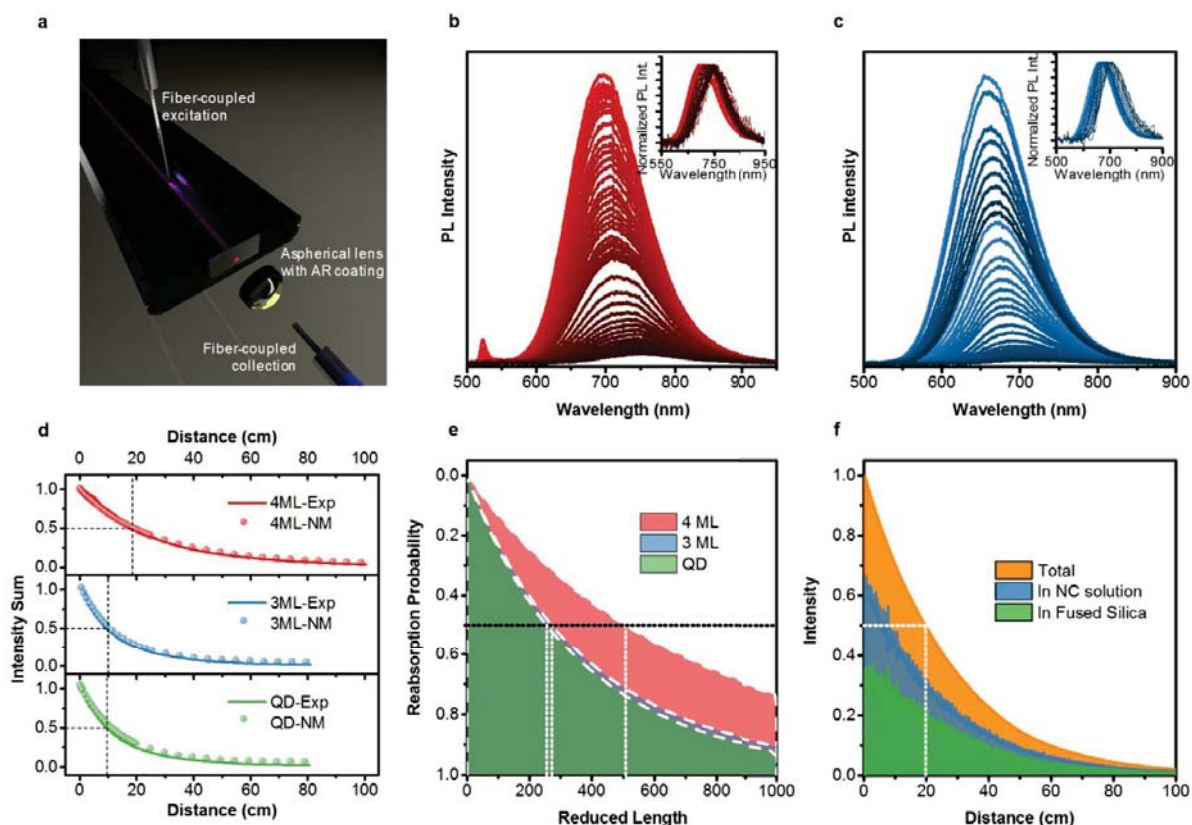 a
Fiber-coupled
excitation
Aspherical lens
with AR coating
Fiber-coupled
collection
b
PL Intensity
500 600 700 800 900
Wavelength (nm)
Normalized PL Int.
550 750 950
Wavelength (nm)
c
PL intensity
500 600 700 800 900
Wavelength (nm)
Normalized PL Int.
500 700 900
Wavelength (nm)
d
Distance (cm)
0 20 40 60 80 100
1.0
0.5
0.0
4ML-Exp
4ML-NM
1.0
0.5
0.0
3ML-Exp
3ML-NM
1.0
0.5
0.0
QD-Exp
QD-NM
Intensity Sum
0 20 40 60 80 100
Distance (cm)
e
0.0
0.2
0.4
0.6
0.8
1.0
Reabsorption Probability
4 ML
3 ML
QD
0 200 400 600 800 1000
Reduced Length
f
1.0
0.8
0.6
0.4
0.2
0.0
Intensity
Total
In NC solution
In Fused Silica
0 20 40 60 80 100
Distance (cm)